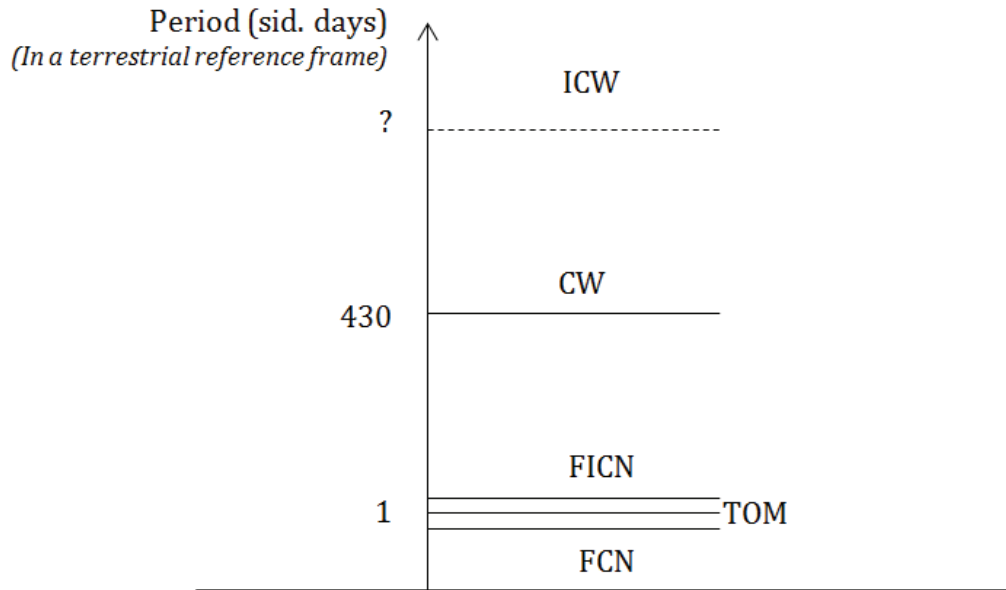 Period (sid. days)
(In a terrestrial reference frame)
ICW
?
CW
430
FICN
1
TOM
FCN